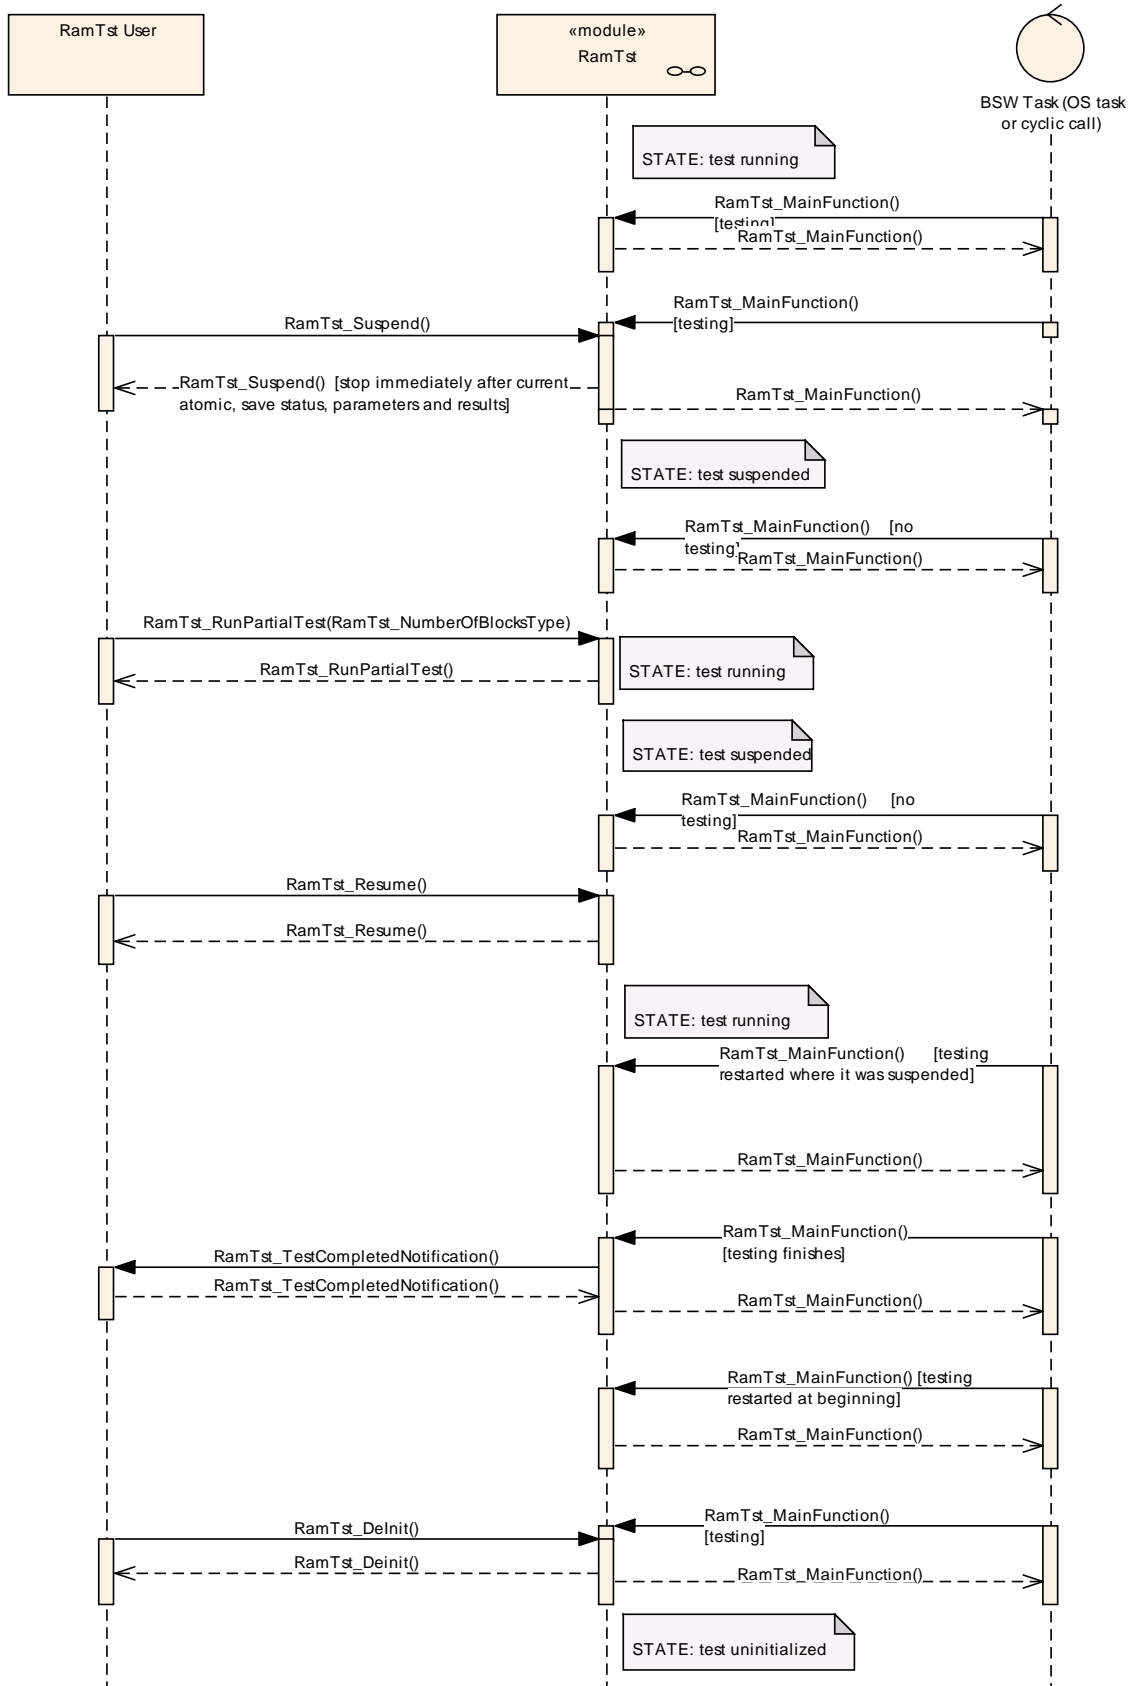 RamTst User
«module»
RamTst
BSW Task (OS task
or cyclic call)
STATE: test running
RamTst_MainFunction()
[testing]
RamTst_MainFunction()
RamTst_MainFunction()
[testing]
RamTst_Suspend()
RamTst_Suspend() [stop immediately after current
atomic, save status, parameters and results]
RamTst_MainFunction()
STATE: test suspended
RamTst_MainFunction() [no
testing]
RamTst_MainFunction()
RamTst_RunPartialTest(RamTst_NumberOfBlocksType)
RamTst_RunPartialTest()
STATE: test running
STATE: test suspended
RamTst_MainFunction() [no
testing]
RamTst_MainFunction()
RamTst_Resume()
RamTst_Resume()
STATE: test running
RamTst_MainFunction() [testing
restarted where it was suspended]
RamTst_MainFunction()
RamTst_MainFunction()
[testing finishes]
RamTst_TestCompletedNotification()
RamTst_TestCompletedNotification()
RamTst_MainFunction()
RamTst_MainFunction() [testing
restarted at beginning]
RamTst_MainFunction()
RamTst_MainFunction()
[testing]
RamTst_DeInit()
RamTst_Deinit()
RamTst_MainFunction()
STATE: test uninitialized